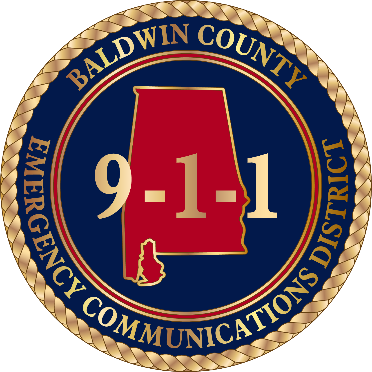 BALDWIN COUNTY
9-1-1
EMERGENCY COMMUNICATIONS DISTRICT